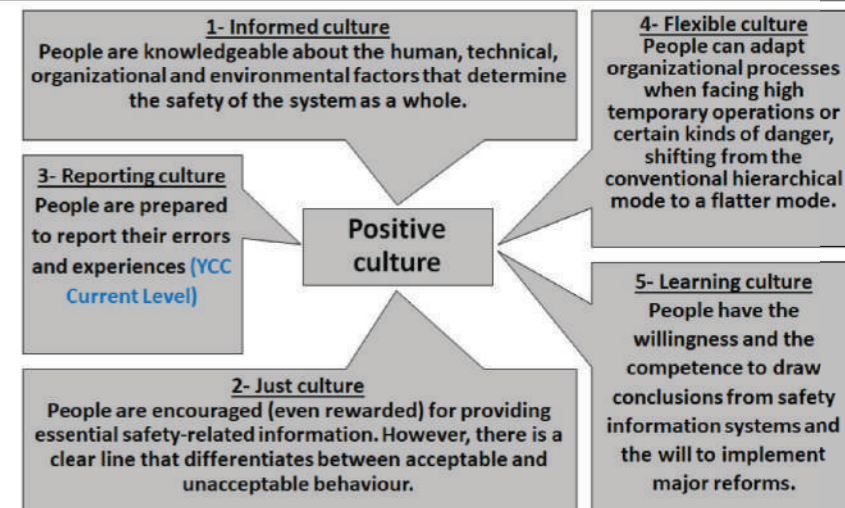 1- Informed culture
People are knowledgeable about the human, technical,
organizational and environmental factors that determine
the safety of the system as a whole.
4- Flexible culture
People can adapt
organizational processes
when facing high
temporary operations or
certain kinds of danger,
shifting from the
conventional hierarchical
mode to a flatter mode.
3- Reporting culture
People are prepared
to report their errors
and experiences (YCC
Current Level)
Positive
culture
5- Learning culture
People have the
willingness and the
competence to draw
conclusions from safety
information systems and
the will to implement
major reforms.
2- Just culture
People are encouraged (even rewarded) for providing
essential safety-related information. However, there is a
clear line that differentiates between acceptable and
unacceptable behaviour.